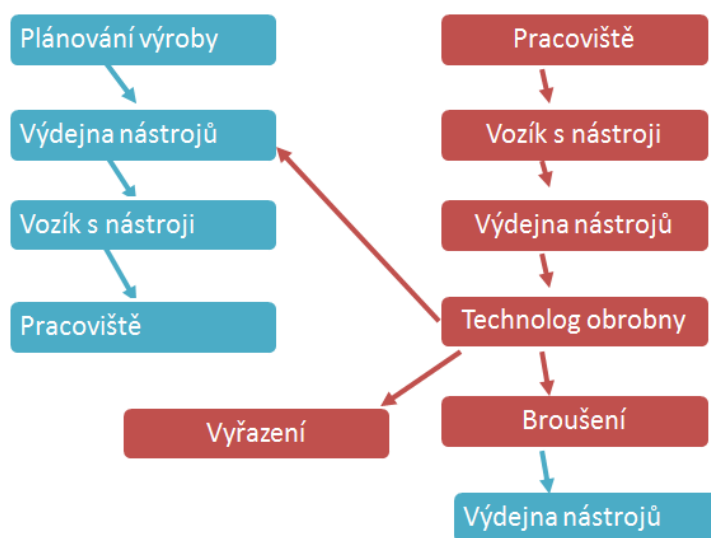 Plánování výroby
Výdejna nástrojů
Vozík s nástroji
Pracoviště
Pracoviště
Vozík s nástroji
Výdejna nástrojů
Technolog obrobny
Vyřazení
Broušení
Výdejna nástrojů